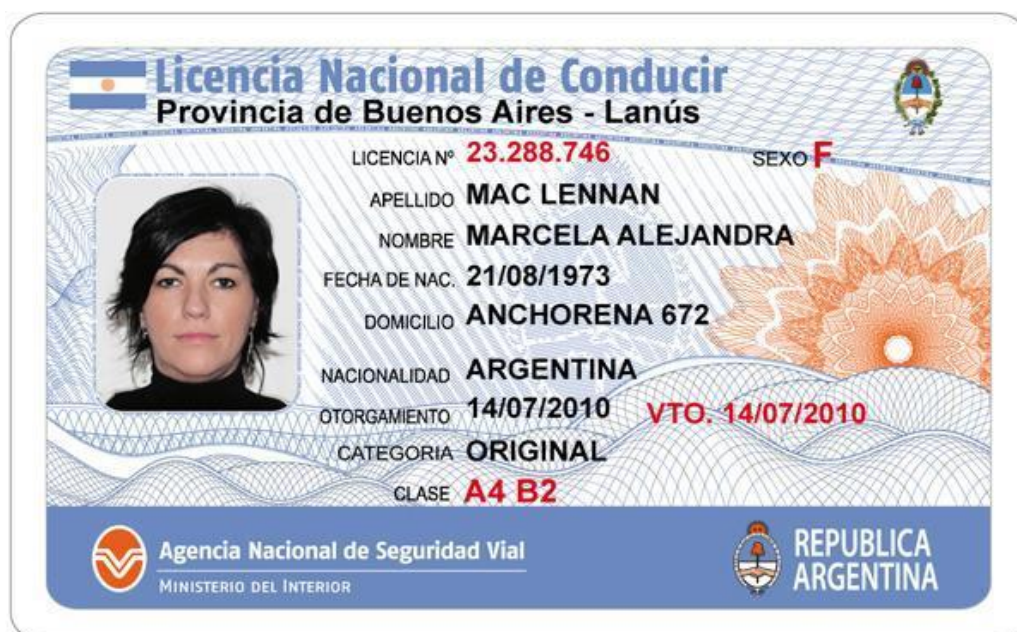 Licencia Nacional de Conducir
Provincia de Buenos Aires - Lanús
LICENCIA Nº 23.288.746 SEXO F
APELLIDO MAC LENNAN
NOMBRE MARCELA ALEJANDRA
FECHA DE NAC. 21/08/1973
DOMICILIO ANCHORENA 672
NACIONALIDAD ARGENTINA
OTORGAMIENTO 14/07/2010 VTO. 14/07/2010
CATEGORIA ORIGINAL
CLASE A4 B2
Agencia Nacional de Seguridad Vial
MINISTERIO DEL INTERIOR
REPUBLICA
ARGENTINA